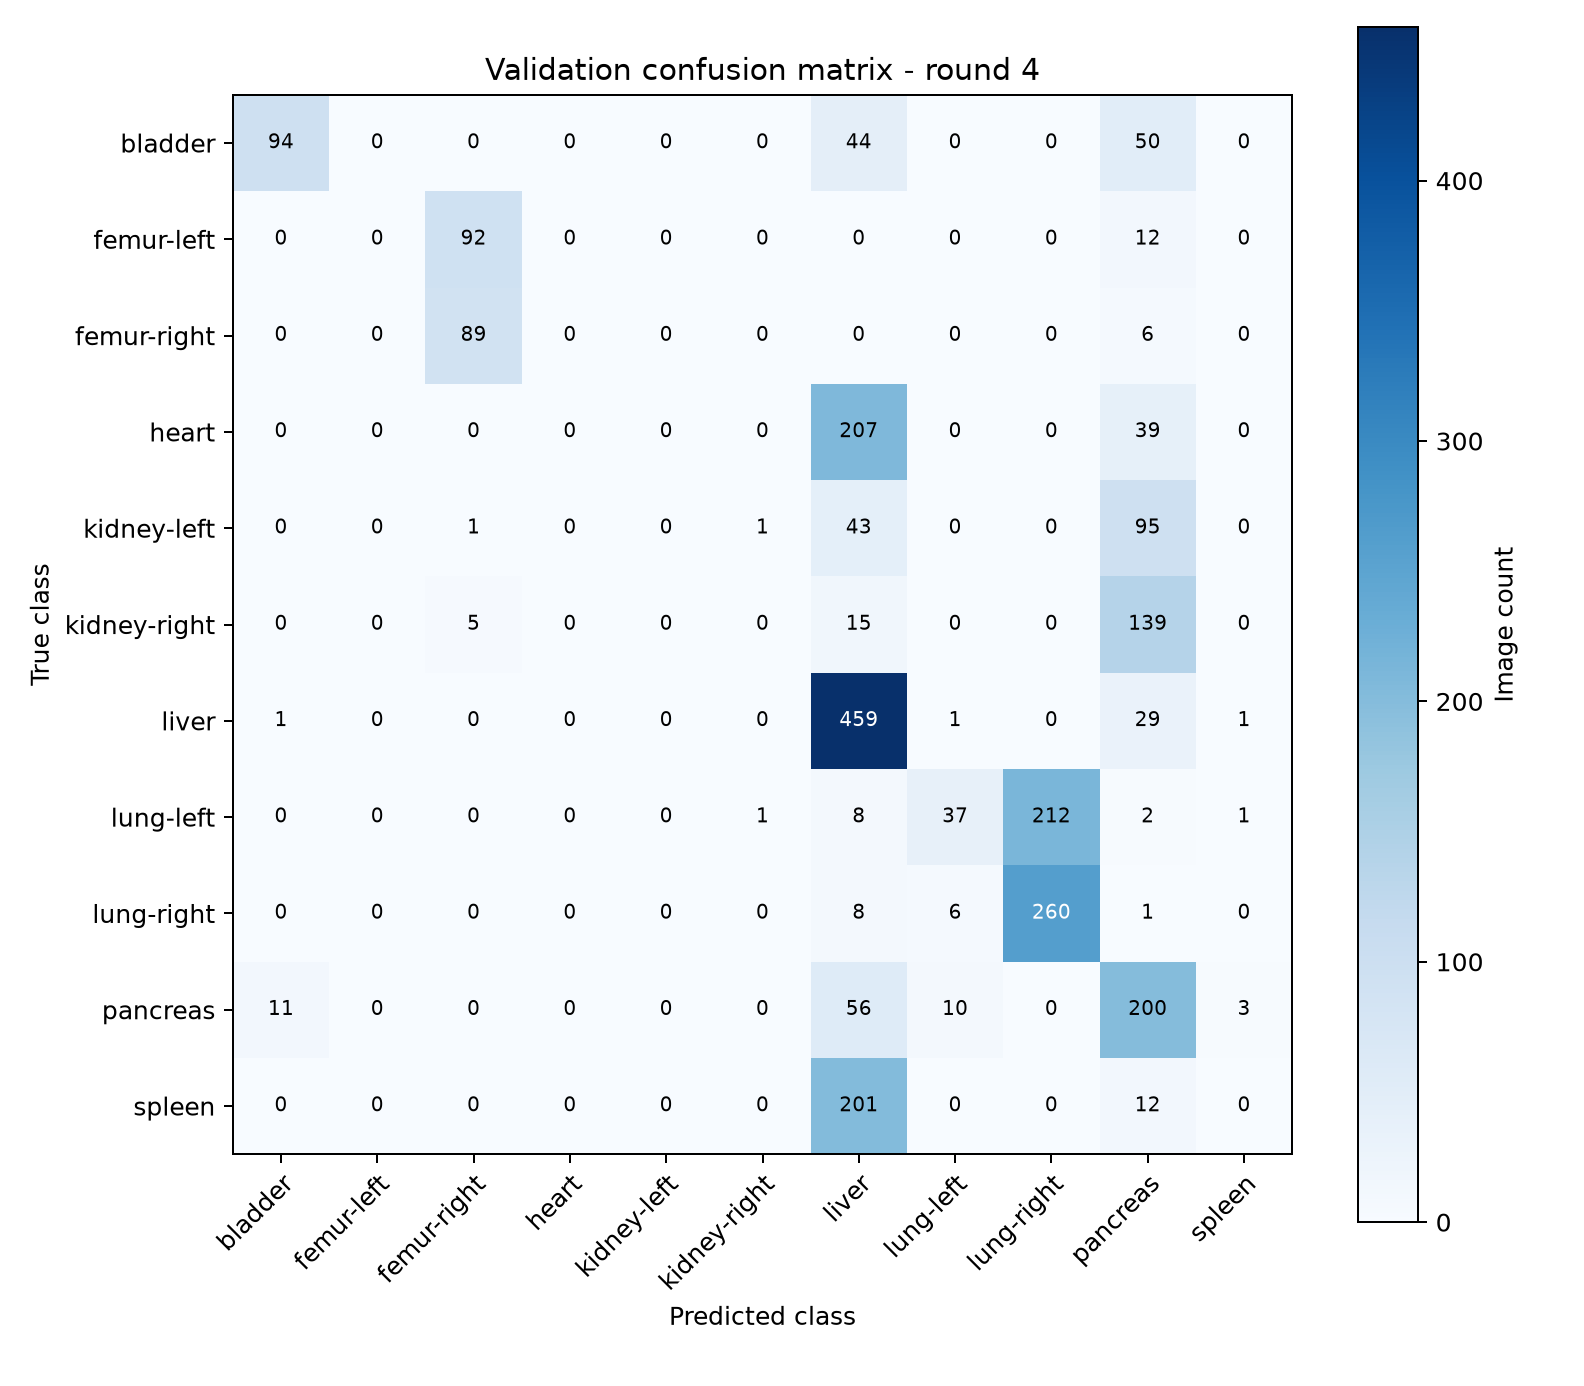 Validation confusion matrix - round 4
True class
bladder 94 0 0 0 0 0 44 0 0 50 0
femur-left 0 0 92 0 0 0 0 0 0 12 0
femur-right 0 0 89 0 0 0 0 0 0 6 0
heart 0 0 0 0 0 0 207 0 0 39 0
kidney-left 0 0 1 0 0 1 43 0 0 95 0
kidney-right 0 0 5 0 0 0 15 0 0 139 0
liver 1 0 0 0 0 0 459 1 0 29 1
lung-left 0 0 0 0 0 1 8 37 212 2 1
lung-right 0 0 0 0 0 0 8 6 260 1 0
pancreas 11 0 0 0 0 0 56 10 0 200 3
spleen 0 0 0 0 0 0 201 0 0 12 0
bladder femur-left femur-right heart kidney-left kidney-right liver lung-left lung-right pancreas spleen
Predicted class
400
300
200
100
0
Image count